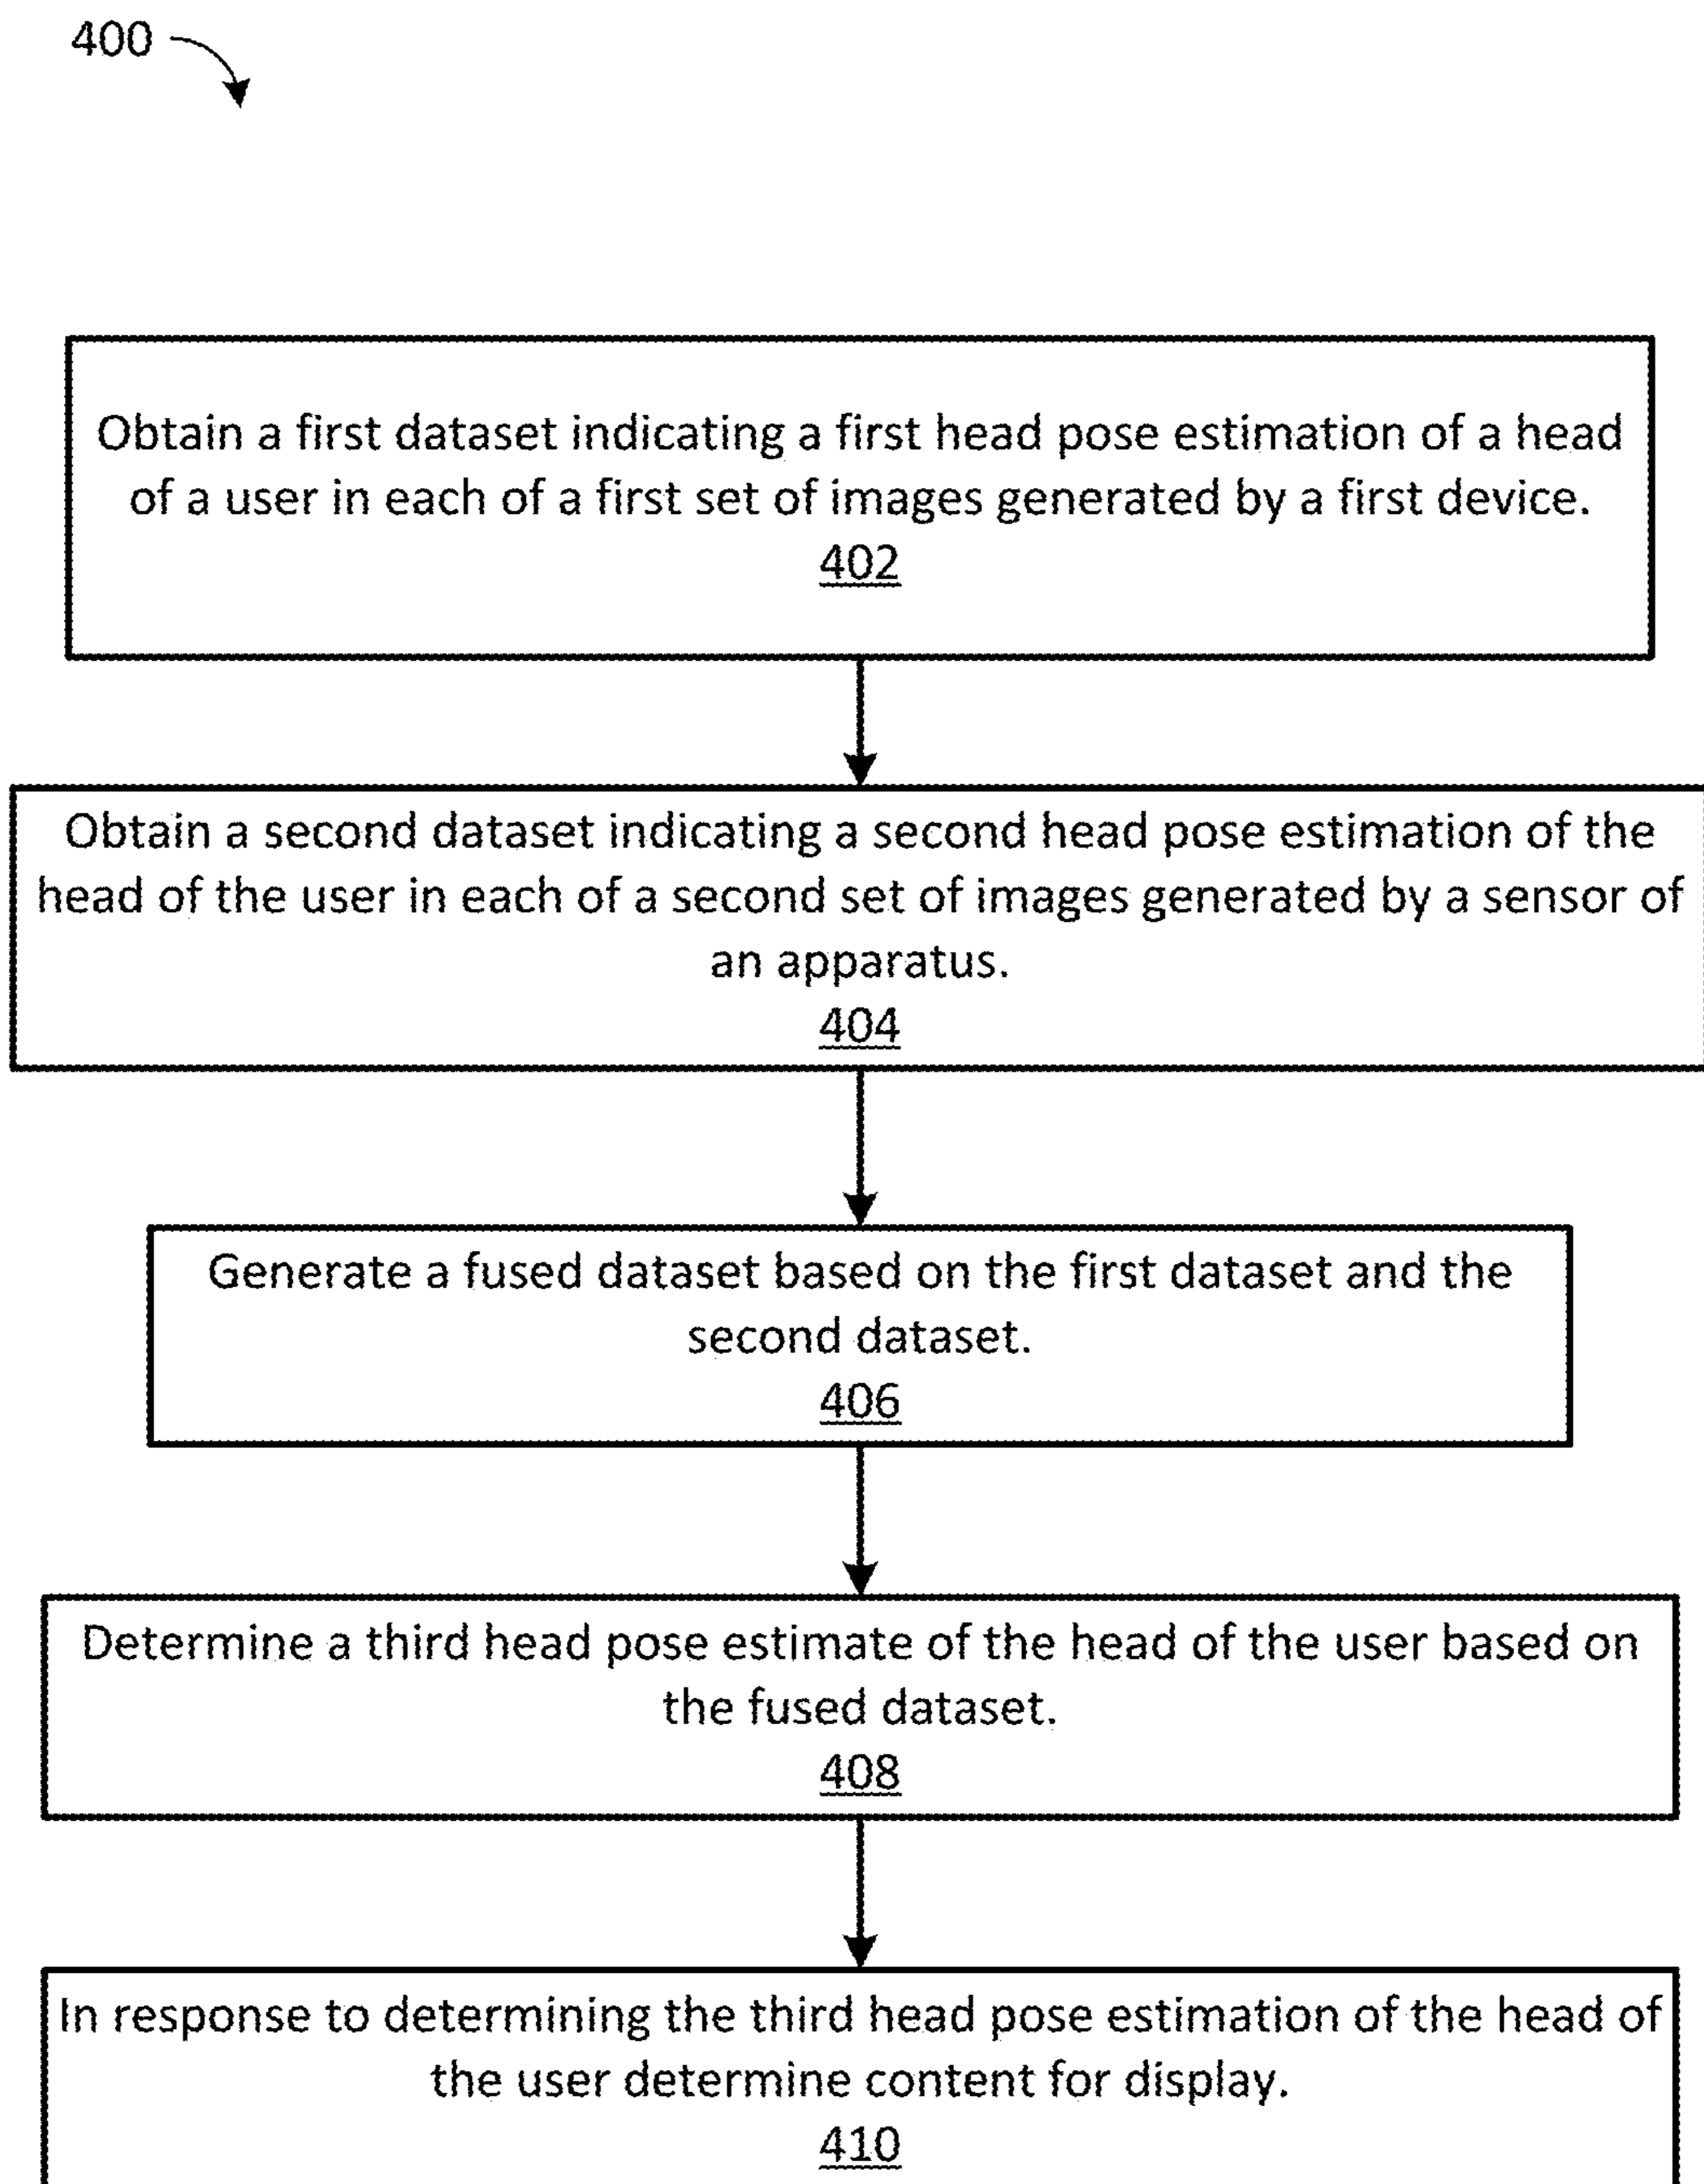 400
Obtain a first dataset indicating a first head pose estimation of a head
of a user in each of a first set of images generated by a first device.
402
Obtain a second dataset indicating a second head pose estimation of the
head of the user in each of a second set of images generated by a sensor of
an apparatus.
404
Generate a fused dataset based on the first dataset and the
second dataset.
406
Determine a third head pose estimate of the head of the user based on
the fused dataset.
408
In response to determining the third head pose estimation of the head of
the user determine content for display.
410